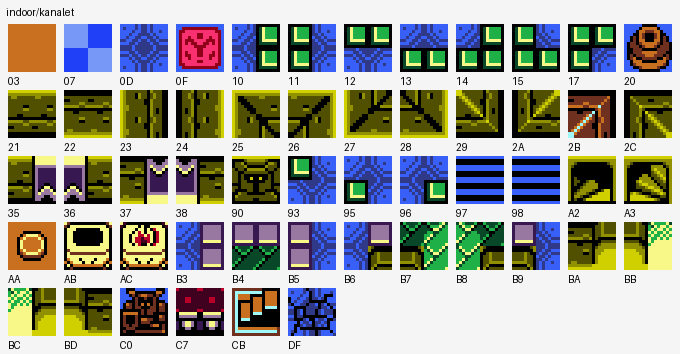 indoor/kanalet
03 07 0D 0F 10 11 12 13 14 15 17 20
21 22 23 24 25 26 27 28 29 2A 2B 2C
35 36 37 38 90 93 95 96 97 98 A2 A3
AA AB AC B3 B4 B5 B6 B7 B8 B9 BA BB
BC BD C0 C7 CB DF